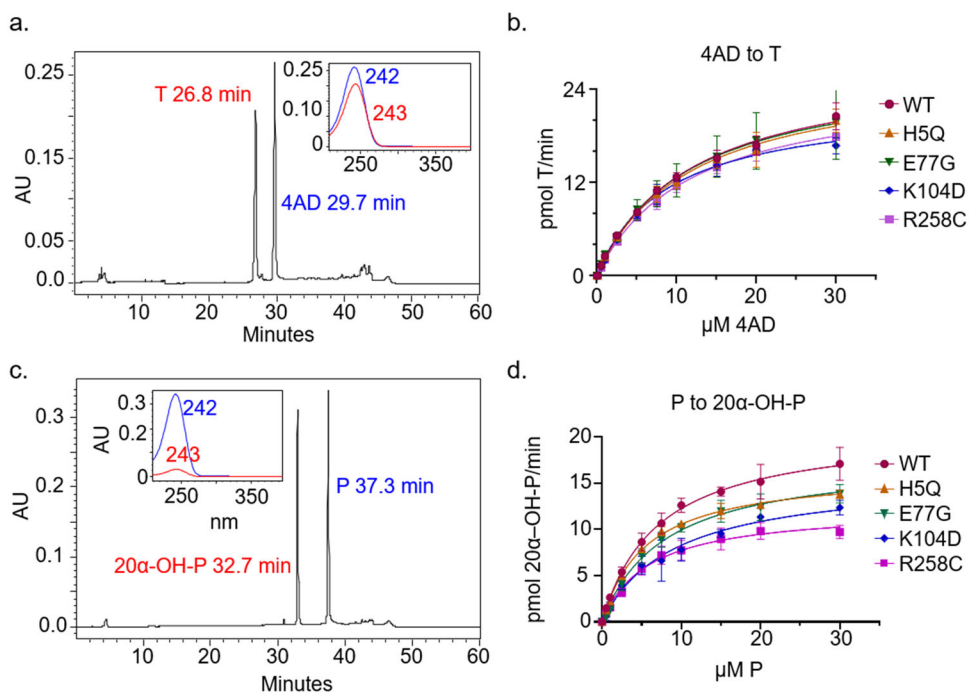 a.
0.25
0.20
0.15
0.10
0.05
0.0
AU
T 26.8 min
4AD 29.7 min
0.25
0.10
0
242
243
250
350
10
20
30
40
50
60
Minutes
b.
4AD to T
24
12
0
pmol T/min
0
10
20
30
µM 4AD
WT
H5Q
E77G
K104D
R258C
c.
0.3
0.2
0.1
0.0
AU
0.3
0.2
0
AU
242
243
250
350
nm
P 37.3 min
20α-OH-P 32.7 min
10
20
30
40
50
60
Minutes
d.
P to 20α-OH-P
20
15
10
5
0
pmol 20α–OH-P/min
0
10
20
30
µM P
WT
H5Q
E77G
K104D
R258C